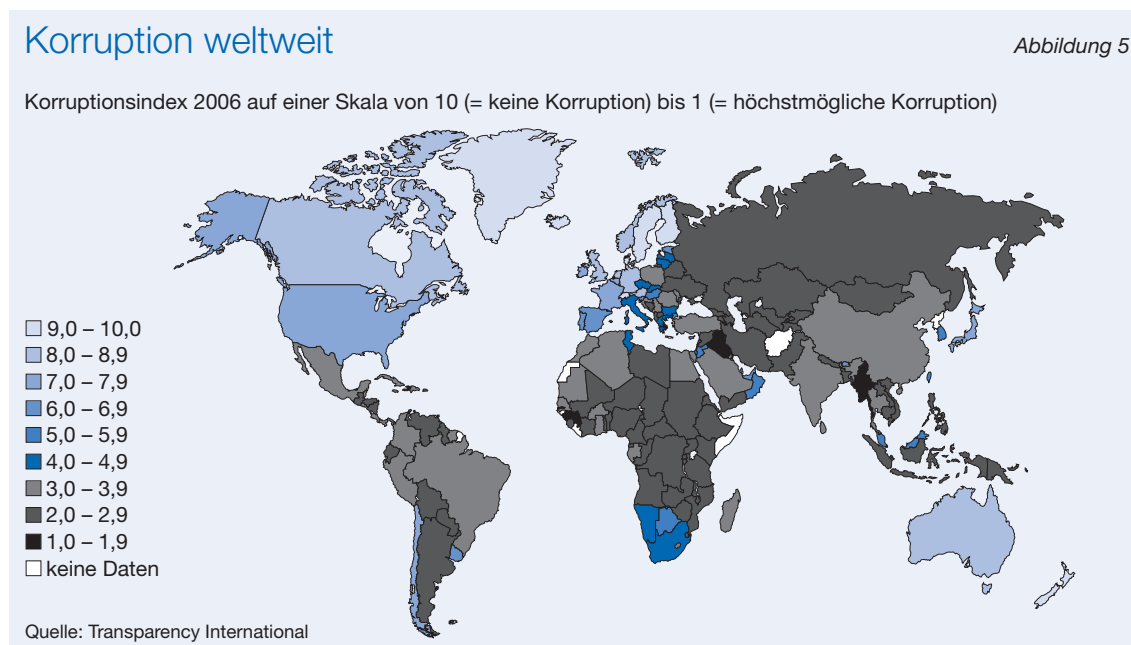 Korruption weltweit
Abbildung 5
Korruptionsindex 2006 auf einer Skala von 10 (= keine Korruption) bis 1 (= höchstmögliche Korruption)
9,0 – 10,0
8,0 – 8,9
7,0 – 7,9
6,0 – 6,9
5,0 – 5,9
4,0 – 4,9
3,0 – 3,9
2,0 – 2,9
1,0 – 1,9
keine Daten
Quelle: Transparency International